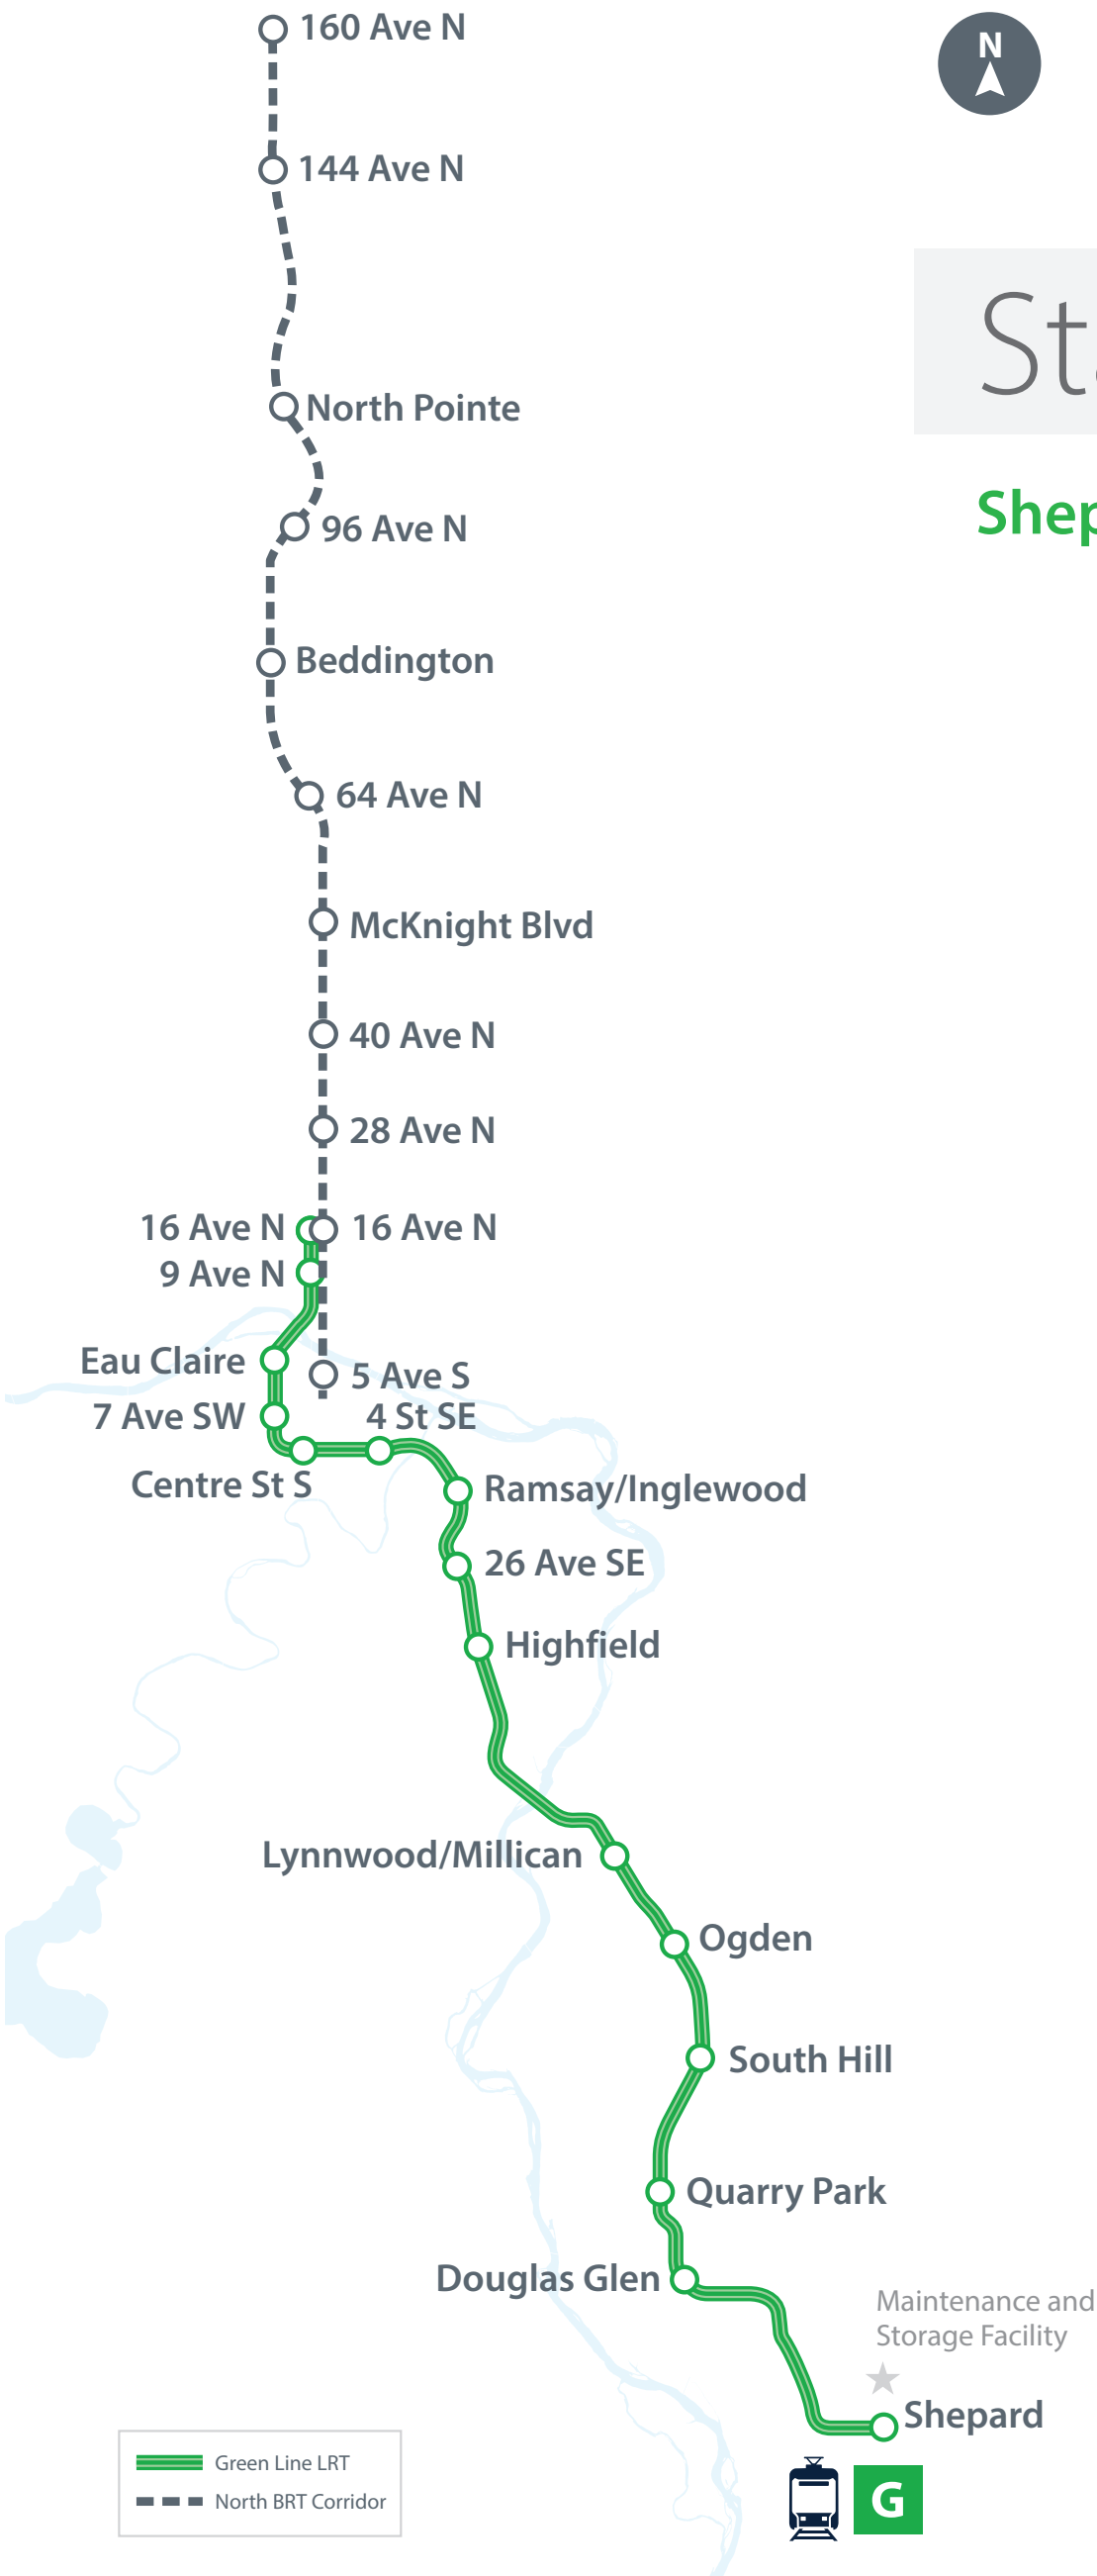 160 Ave N
N
144 Ave N
North Pointe
96 Ave N
Beddington
64 Ave N
McKnight Blvd
40 Ave N
28 Ave N
16 Ave N
16 Ave N
9 Ave N
Eau Claire
5 Ave S
7 Ave SW
4 St SE
Centre St S
Ramsay/Inglewood
26 Ave SE
Highfield
Lynnwood/Millican
Ogden
South Hill
Quarry Park
Douglas Glen
Maintenance and
Storage Facility
Shepard
Green Line LRT
North BRT Corridor
G